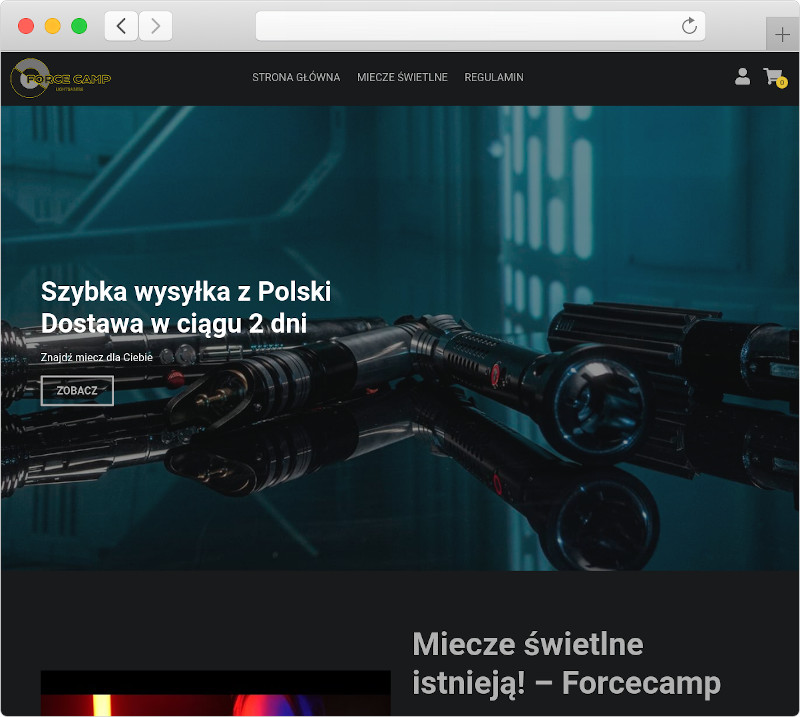 FORCE CAMP
LIGHTSABERS
STRONA GŁÓWNA MIECZE ŚWIETLNE REGULAMIN
0
Szybka wysyłka z Polski
Dostawa w ciągu 2 dni
Znajdź miecz dla Ciebie
ZOBACZ
Miecze świetlne
istnieją! – Forcecamp